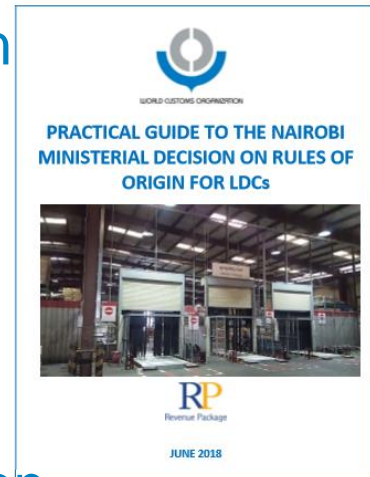 n
WORLD CUSTOMS ORGANIZATION
PRACTICAL GUIDE TO THE NAIROBI
MINISTERIAL DECISION ON RULES OF
ORIGIN FOR LDCs
RP
Revenue Package
JUNE 2018